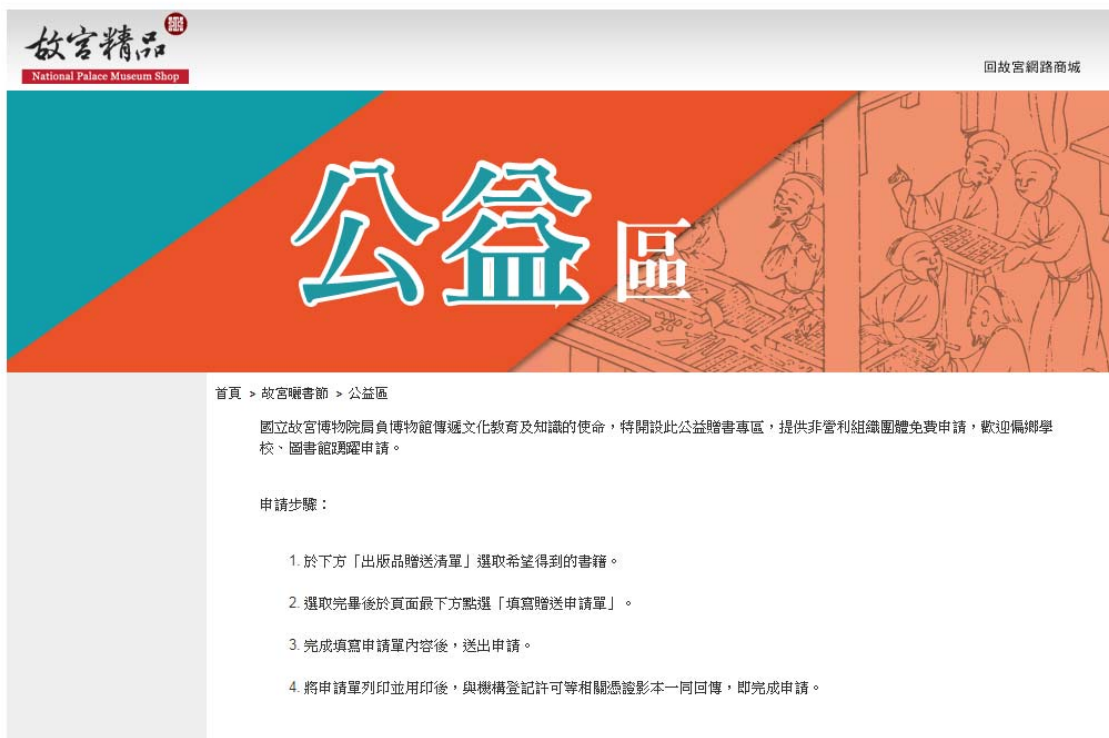 故宮精品
National Palace Museum Shop
回故宮網路商城
公益區
首頁 > 故宮曬書節 > 公益區
國立故宮博物院肩負博物館傳遞文化教育及知識的使命，特開設此公益贈書專區，提供非營利組織團體免費申請，歡迎偏鄉學
校、圖書館踴躍申請。
申請步驟：
1. 於下方「出版品贈送清單」選取希望得到的書籍。
2. 選取完畢後於頁面最下方點選「填寫贈送申請單」。
3. 完成填寫申請單內容後，送出申請。
4. 將申請單列印並用印後，與機構登記許可等相關憑證影本一同回傳，即完成申請。